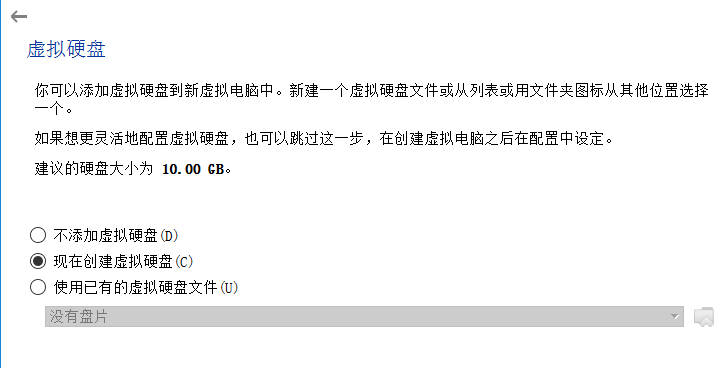 虚拟硬盘
你可以添加虚拟硬盘到新虚拟电脑中。新建一个虚拟硬盘文件或从列表或用文件夹图标从其他位置选择
一个。
如果想更灵活地配置虚拟硬盘，也可以跳过这一步，在创建虚拟电脑之后在配置中设定。
建议的硬盘大小为 10.00 GB。
不添加虚拟硬盘(D)
现在创建虚拟硬盘(C)
使用已有的虚拟硬盘文件(U)
没有盘片